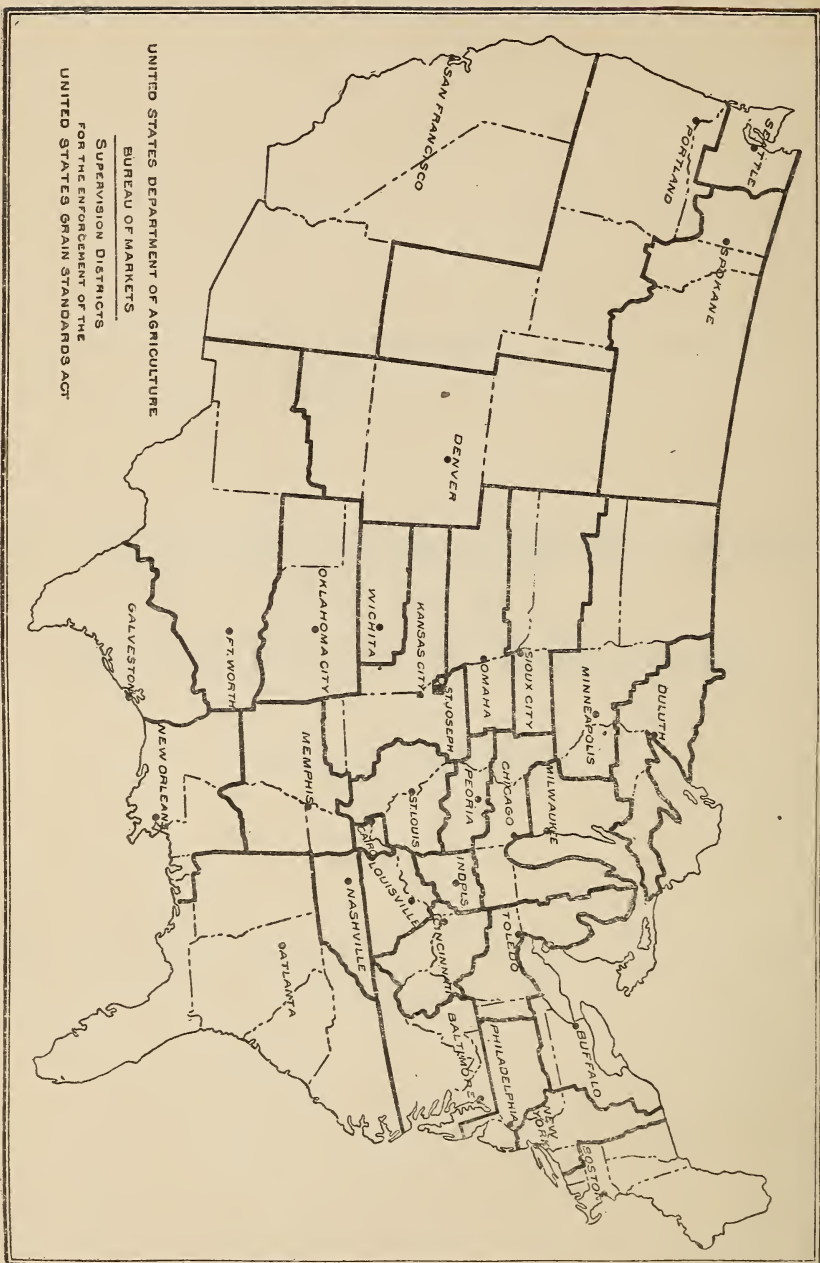 UNITED STATES DEPARTMENT OF AGRICULTURE
BUREAU OF MARKETS
SUPERVISION DISTRICTS
FOR THE ENFORCEMENT OF THE
UNITED STATES GRAIN STANDARDS ACT
SEATTLE
PORTLAND
SPOKANE
SAN FRANCISCO
DENVER
DULUTH
MINNEAPOLIS
SIOUX CITY
OMAHA
ST. JOSEPH
KANSAS CITY
WICHITA
OKLAHOMA CITY
FT. WORTH
GALVESTON
MILWAUKEE
CHICAGO
PEORIA
ST. LOUIS
CAIRO
MEMPHIS
NEW ORLEANS
INDPLS
LOUISVILLE
NASHVILLE
ATLANTA
TOLEDO
CINCINNATI
BUFFALO
PHILADELPHIA
BALTIMORE
NEW
YORK
BOSTON